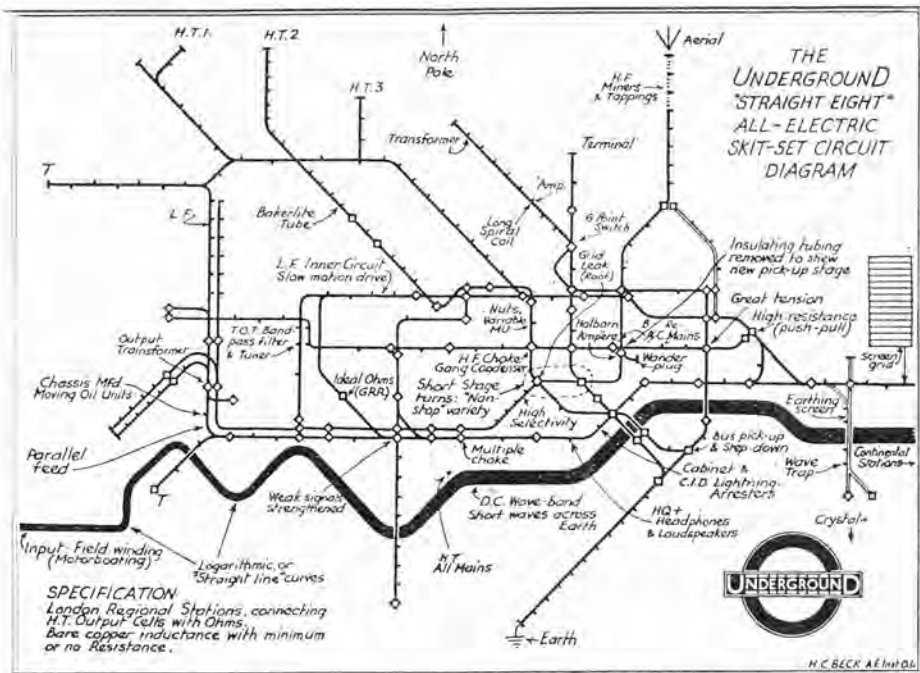 H.T.1.
H.T.2
North
Pole
Aerial
H.F.
Miners
& Tappings
THE
UNDERGROUND
"STRAIGHT EIGHT"
ALL-ELECTRIC
SKIT-SET CIRCUIT
DIAGRAM
H.T.3
Transformer
Terminal
T
"Amp.
L.F.
Bakerlite
Tube
Long
Spiral
coil
6 Point
Switch
Grid
Leak
(Roof)
Insulating tubing
removed to shew
new pick-up stage
L.F. Inner Circuit
Slow motion drive)
Nuts,
Variable
MU
Holbarn
Ampere
B.
A.C. Mains
Great tension
High resistance
(push-pull)
Output
Transformer
T.O.T. Band-
pass Filter
& Tuner
H.F. Choke
Gang Condenser
Wander-
plug
Screen
grid
Chassis Mfd
Moving Oil Units
Ideal Ohms
(GRR)
Short Stage
turns: "Non-
stop" variety
High
Selectivity
Earthing
screen
Parallel
feed
Multiple
choke
Bus pick-up
& Step-down
Wave
Trap
Continental
Stations
T
Weak signals
strengthened
Cabinet &
C.I.D. Lightning
Arresters
D.C. Wave-band
Short waves across
Earth
HQ+
Headphones
& Loudspeakers
Crystal+
Input. Field winding
(Motorboating)
Logarithmic, or
"Straight line" curves
H.T.
All Mains
UNDERGROUND
SPECIFICATION
London Regional Stations, connecting
H.T. Output Cells with Ohms.
Bare copper inductance with minimum
or no Resistance.
Earth
H.C. BECK